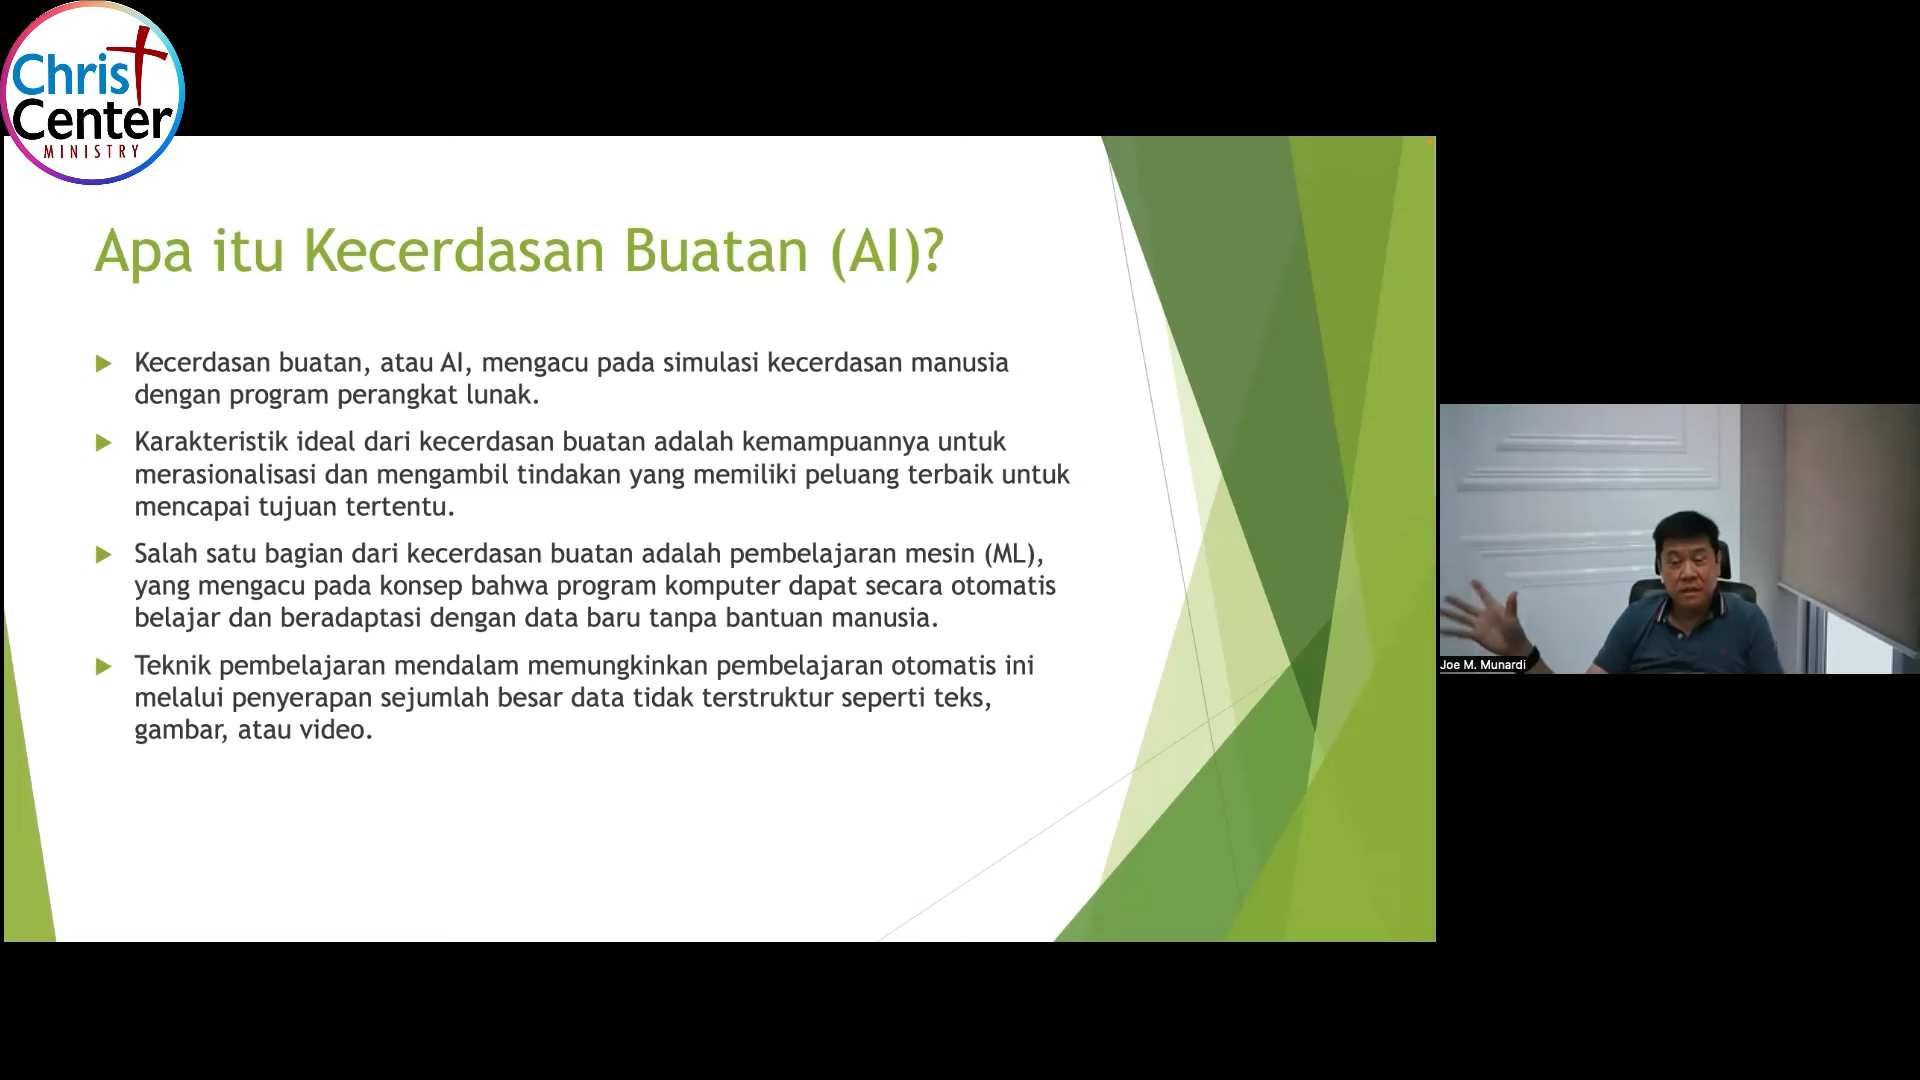 Christ
Center
MINISTRY
Apa itu Kecerdasan Buatan (AI)?
Kecerdasan buatan, atau AI, mengacu pada simulasi kecerdasan manusia
dengan program perangkat lunak.
Karakteristik ideal dari kecerdasan buatan adalah kemampuannya untuk
merasionalisasi dan mengambil tindakan yang memiliki peluang terbaik untuk
mencapai tujuan tertentu.
Salah satu bagian dari kecerdasan buatan adalah pembelajaran mesin (ML),
yang mengacu pada konsep bahwa program komputer dapat secara otomatis
belajar dan beradaptasi dengan data baru tanpa bantuan manusia.
Teknik pembelajaran mendalam memungkinkan pembelajaran otomatis ini
melalui penyerapan sejumlah besar data tidak terstruktur seperti teks,
gambar, atau video.
Joe M. Munardi